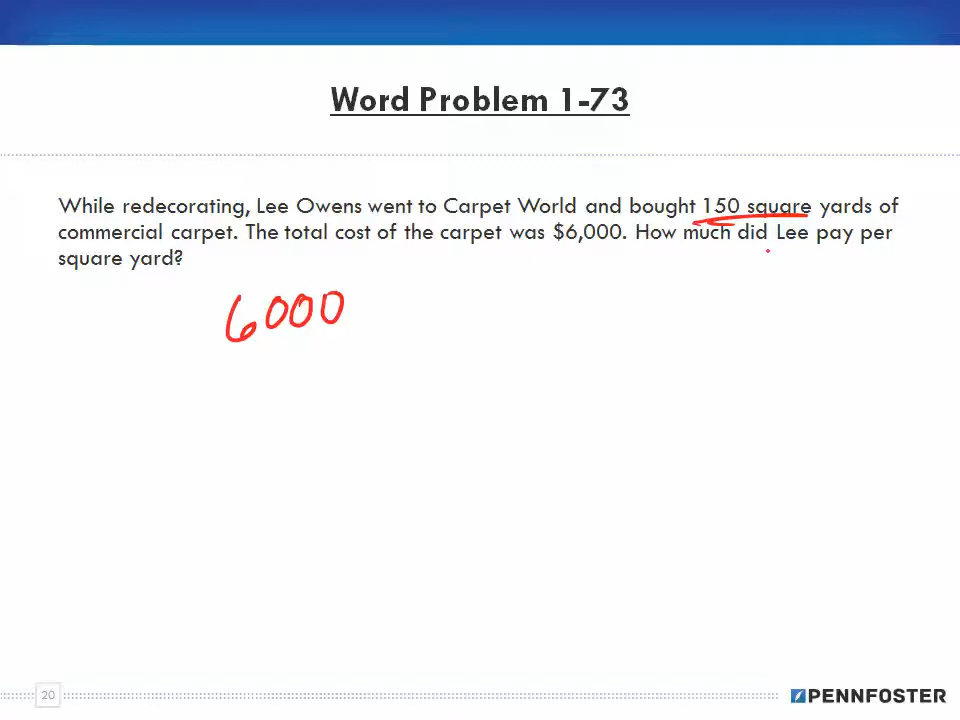 Word Problem 1-73
While redecorating, Lee Owens went to Carpet World and bought 150 square yards of
commercial carpet. The total cost of the carpet was $6,000. How much did Lee pay per
square yard?
6000
20
PENNFOSTER